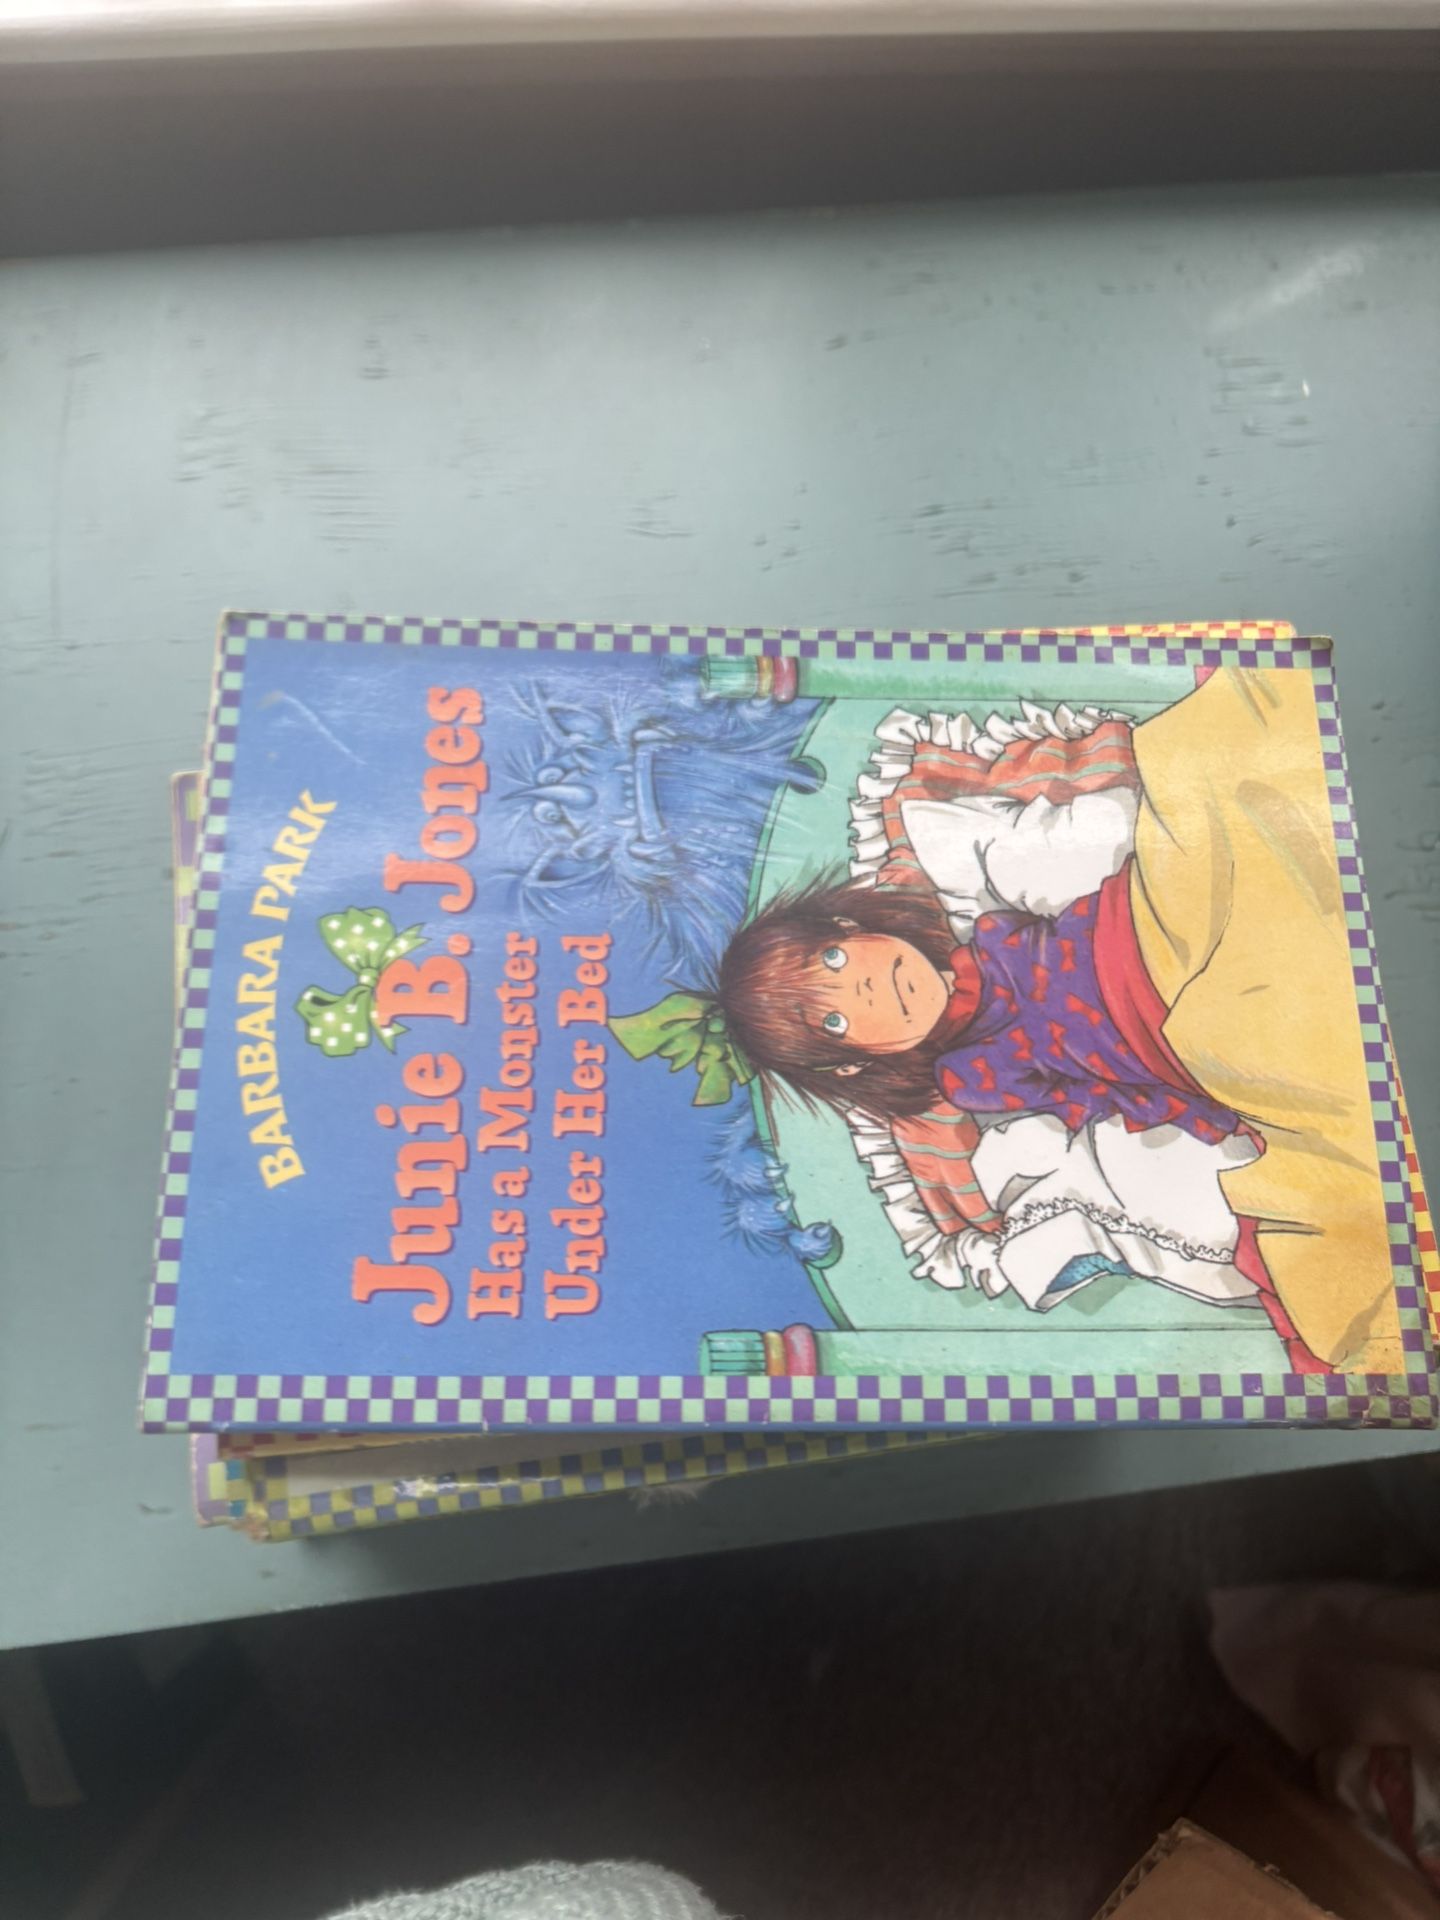 BARBARA PARK
Junie B. Jones
Has a Monster
Under Her Bed